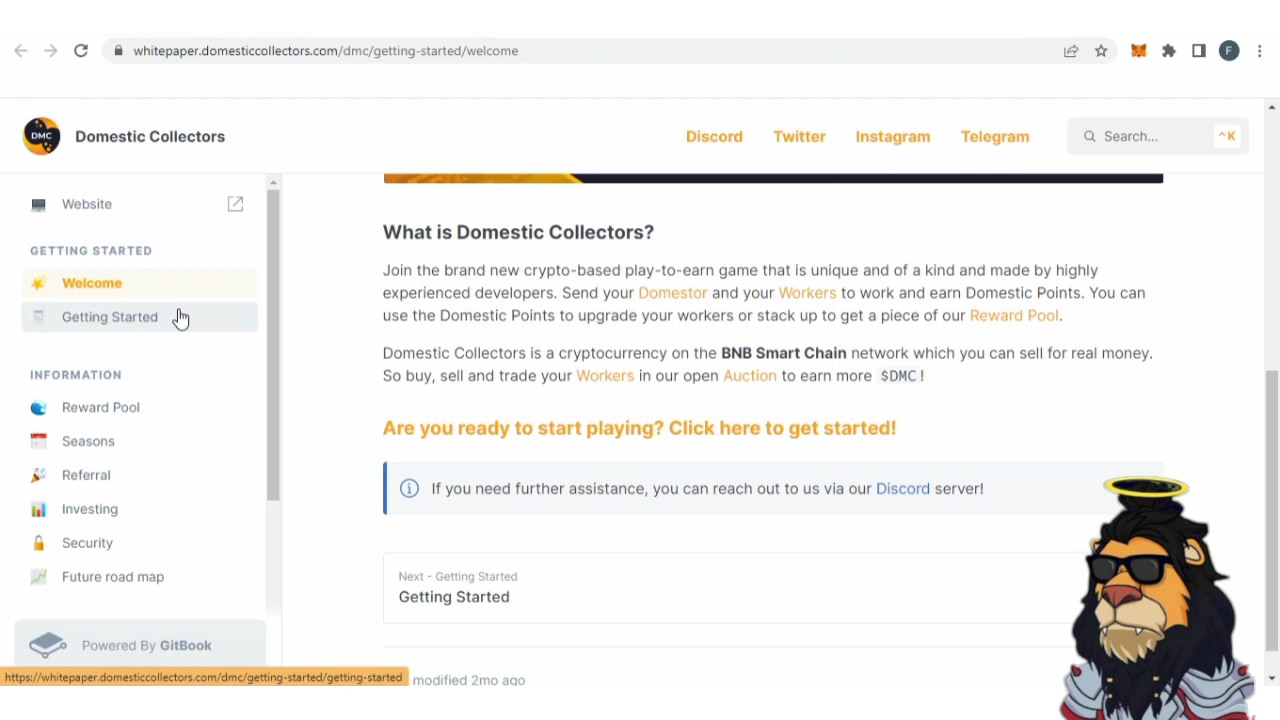 whitepaper.domesticcollectors.com/dmc/getting-started/welcome
F
DMC
Domestic Collectors
Discord
Twitter
Instagram
Telegram
Search...
^K
Website
GETTING STARTED
Welcome
Getting Started
INFORMATION
Reward Pool
Seasons
Referral
Investing
Security
Future road map
Powered By GitBook
https://whitepaper.domesticcollectors.com/dmc/getting-started/getting-started
What is Domestic Collectors?
Join the brand new crypto-based play-to-earn game that is unique and of a kind and made by highly
experienced developers. Send your Domestor and your Workers to work and earn Domestic Points. You can
use the Domestic Points to upgrade your workers or stack up to get a piece of our Reward Pool.
Domestic Collectors is a cryptocurrency on the BNB Smart Chain network which you can sell for real money.
So buy, sell and trade your Workers in our open Auction to earn more $DMC!
Are you ready to start playing? Click here to get started!
If you need further assistance, you can reach out to us via our Discord server!
Next - Getting Started
Getting Started
modified 2mo ago